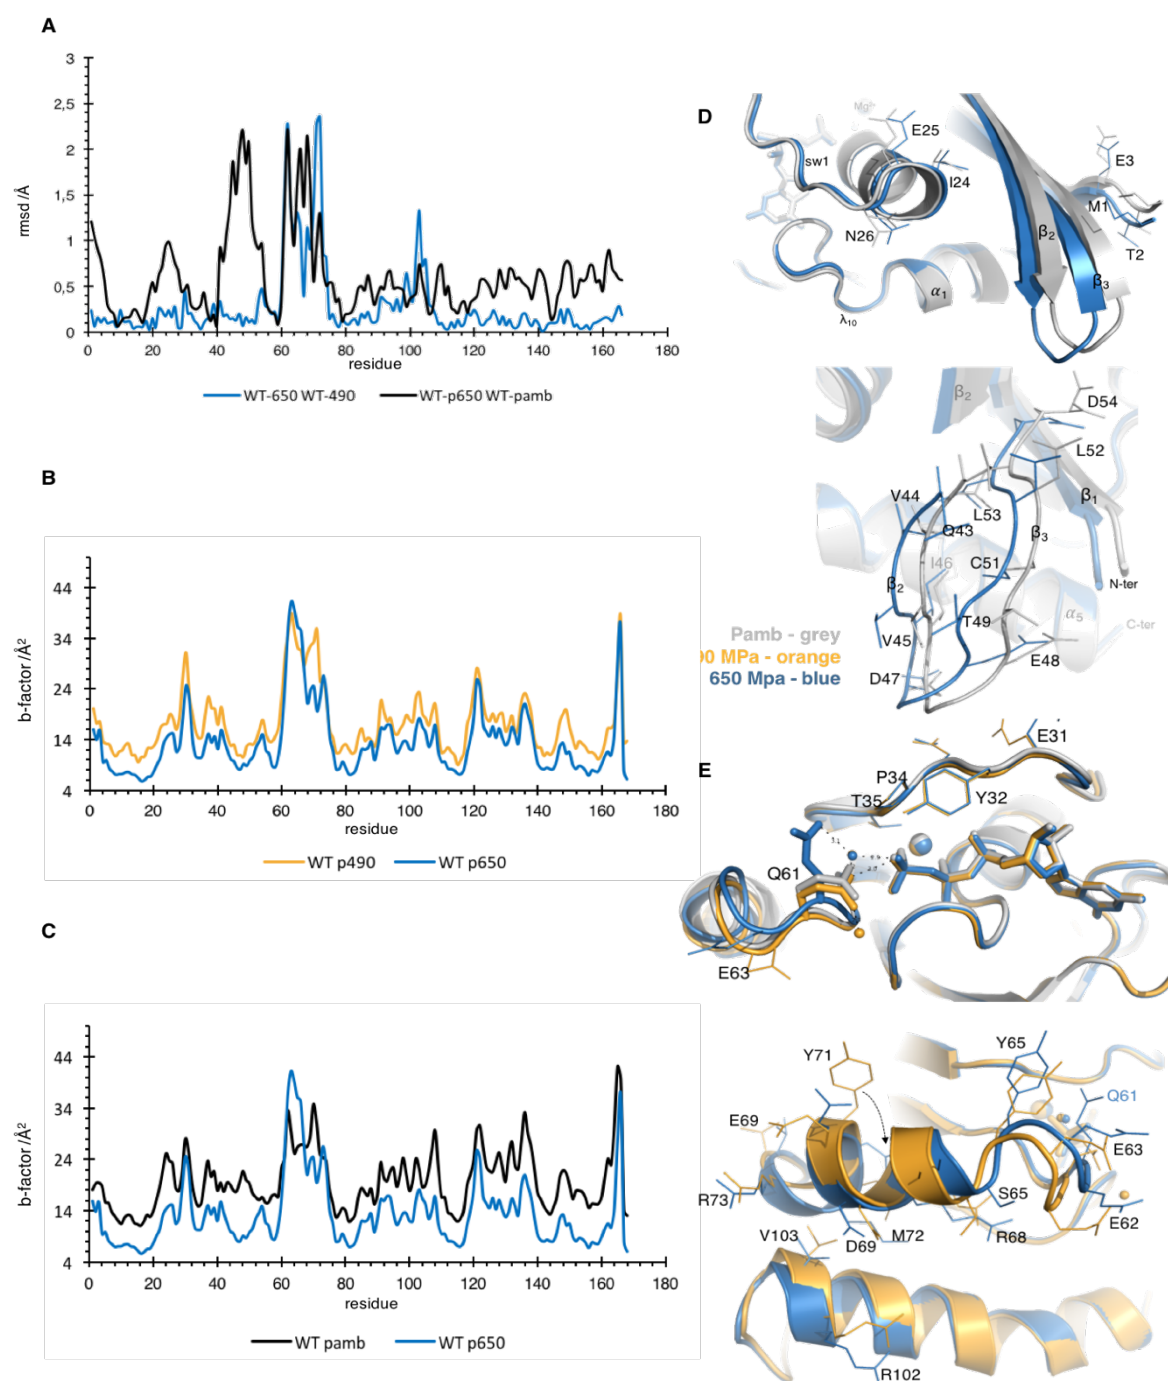 A
3
2,5
2
1,5
1
0,5
0
rmsd /Å
0 20 40 60 80 100 120 140 160 180
residue
WT-650 WT-490 WT-p650 WT-pamb
B
44
34
24
14
4
b-factor /Å²
0 20 40 60 80 100 120 140 160 180
residue
WT p490 WT p650
C
44
34
24
14
4
b-factor /Å²
0 20 40 60 80 100 120 140 160 180
residue
WT pamb WT p650
D
Mg²⁺
E25
sw1
I24
E3
M1
N26
β₂
T2
β₃
α₁
λ₁₀
β₂
D54
L52
V44
β₁
L53
Q43
β₃
I46
C51
N-ter
β₂
T49
α₅
C-ter
Pamb - grey
V45
90 MPa - orange
E48
650 Mpa - blue
D47
E
E31
P34
T35
Y32
Q61
E63
Y71
Y65
Q61
E69
E63
R73
S65
E62
V103
D69
M72
R68
R102